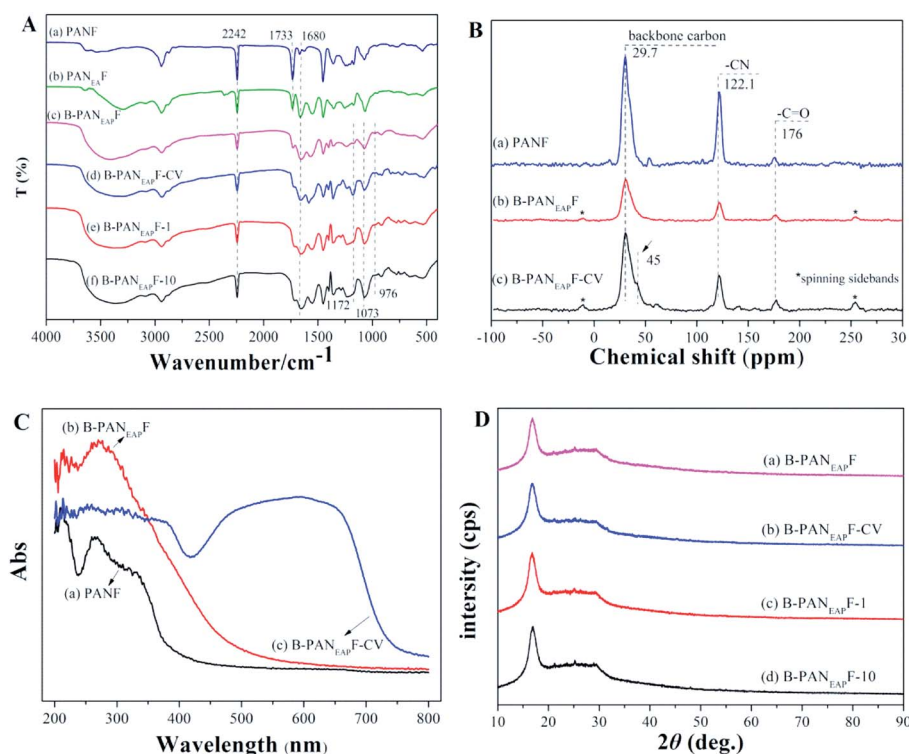 A
2242
1733
1680
(a) PANF
(b) PANEAF
(c) B-PANEAPF
(d) B-PANEAPF-CV
(e) B-PANEAPF-1
(f) B-PANEAPF-10
1172
1073
976
T (%)
4000 3500 3000 2500 2000 1500 1000 500
Wavenumber/cm-1
B
backbone carbon
29.7
-CN
122.1
-C=O
176
(a) PANF
(b) B-PANEAPF
45
(c) B-PANEAPF-CV
*spinning sidebands
* * * *
-100 -50 0 50 100 150 200 250 300
Chemical shift (ppm)
C
(b) B-PANEAPF
(a) PANF
(c) B-PANEAPF-CV
Abs
200 300 400 500 600 700 800
Wavelength (nm)
D
(a) B-PANEAPF
(b) B-PANEAPF-CV
(c) B-PANEAPF-1
(d) B-PANEAPF-10
intersity (cps)
10 20 30 40 50 60 70 80 90
2θ (deg.)